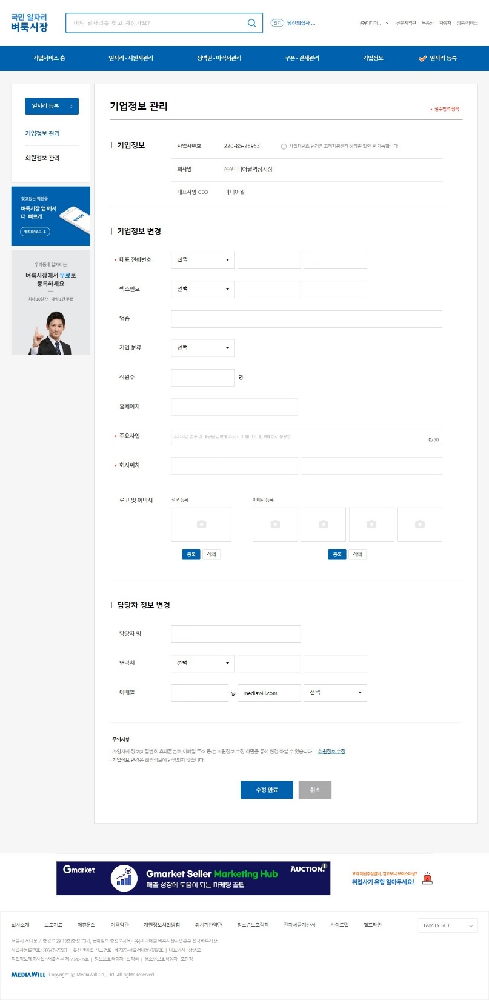 국민 일자리
벼룩시장
어떤 일자리를 찾고 계신가요?
인기 당신의집사 ...
(주)미디어... 신문지역판 부동산 자동차 상품/서비스
기업서비스 홈 일자리·지원자관리 정액권·이력서관리 쿠폰·결제관리 기업정보 일자리 등록
일자리 등록
기업정보 관리
회원정보 관리
찾고있는 직원을
벼룩시장 앱 에서
더 빠르게
앱 다운로드
벼룩시장
우리동네 일자리는
벼룩시장에서 무료로
등록하세요
최대 10일간 · 매일 1건 무료
기업정보 관리
• 필수입력 항목
기업정보
사업자번호 220-85-28953 사업자번호 변경은 고객지원센터 상담원 확인 후 가능합니다.
회사명 (주)미디어윌역삼지점
대표자명 CEO 미디어윌
기업정보 변경
• 대표 전화번호 선택
팩스번호 선택
업종
기업 분류 선택
직원수 명
홈페이지
• 주요사업 주요사업 업종 및 내용을 입력해 주시기 바랍니다. 예) 택배회사 운송업 0/50
• 회사위치
로고 및 이미지 로고 등록 이미지 등록
등록 삭제 등록 삭제
담당자 정보 변경
담당자 명
연락처 선택
이메일 @ mediawill.com 선택
주의사항
· 가입자의 정보(비밀번호, 휴대폰번호, 이메일 주소 등)는 회원정보 수정 화면을 통해 변경 하실 수 있습니다. 회원정보 수정
· 기업정보 변경은 회원정보에 반영되지 않습니다.
수정 완료 취소
Gmarket
Gmarket Seller Marketing Hub
매출 성장에 도움이 되는 마케팅 꿀팁
AUCTION.
고액 채권추심알바, 알고보니 보이스피싱?
취업사기 유형 알아두세요!
회사소개 보도자료 제휴문의 이용약관 개인정보처리방침 위치기반약관 청소년보호정책 전자세금계산서 사이트맵 헬프라인
FAMILY SITE
서울시 서대문구 충정로 29, 13층(충정로3가, 동아일보 충정로사옥) (주)미디어윌 벼룩시장사업본부 전국벼룩시장
사업자등록번호 : 206-85-26551 | 통신판매업 신고번호 : 제2020-서울서대문-0768호 | 대표이사 : 장영보
직업정보제공사업 : 서울서부 제 2020-05호 | 정보보호책임자 : 최덕환 | 청소년보호책임자 : 조민정
MEDIAWILL Copyright ⓒ MediaWill Co., Ltd. All rights reserved.